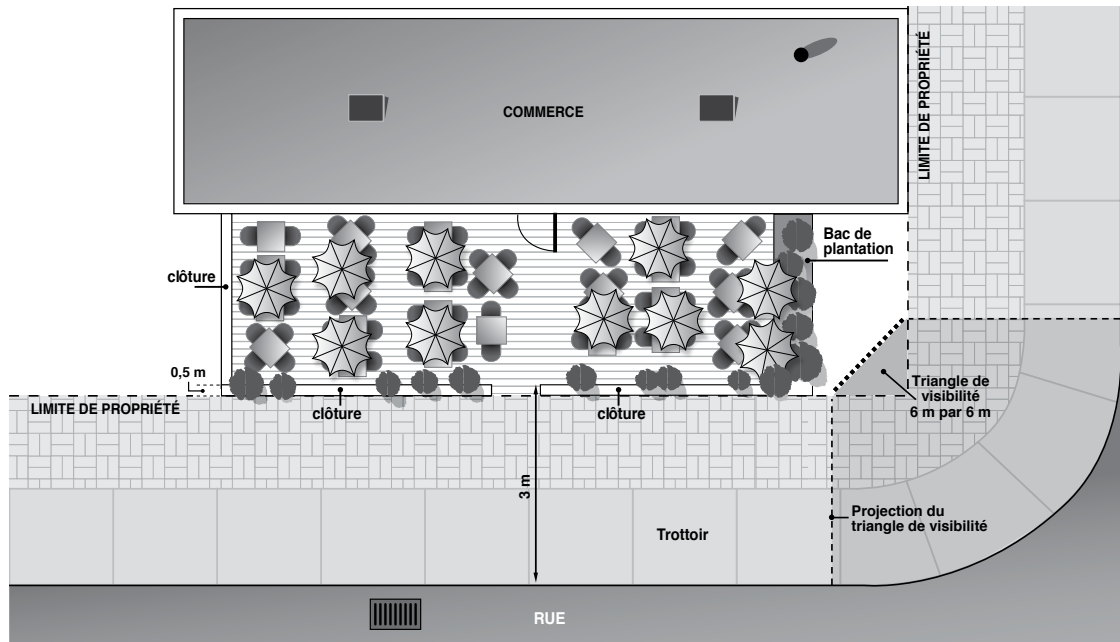 COMMERCE
LIMITE DE PROPRIÉTÉ
Bac de
plantation
clôture
0,5 m
LIMITE DE PROPRIÉTÉ
clôture
clôture
Triangle de
visibilité
6 m par 6 m
3 m
Projection du
triangle de visibilité
Trottoir
RUE